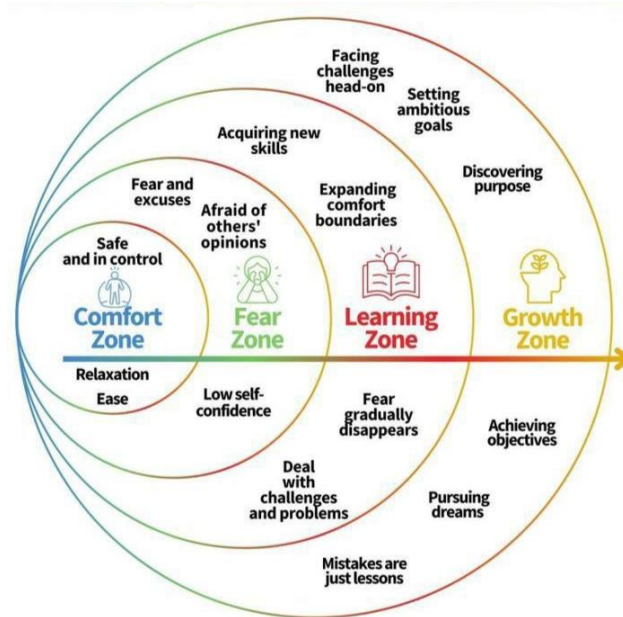 Facing
challenges
head-on
Setting
ambitious
goals
Discovering
purpose
Acquiring new
skills
Expanding
comfort
boundaries
Fear and
excuses
Afraid of
others'
opinions
Safe
and in control
Comfort
Zone
Fear
Zone
Learning
Zone
Growth
Zone
Relaxation
Ease
Low self-
confidence
Fear
gradually
disappears
Deal
with
challenges
and problems
Achieving
objectives
Pursuing
dreams
Mistakes are
just lessons